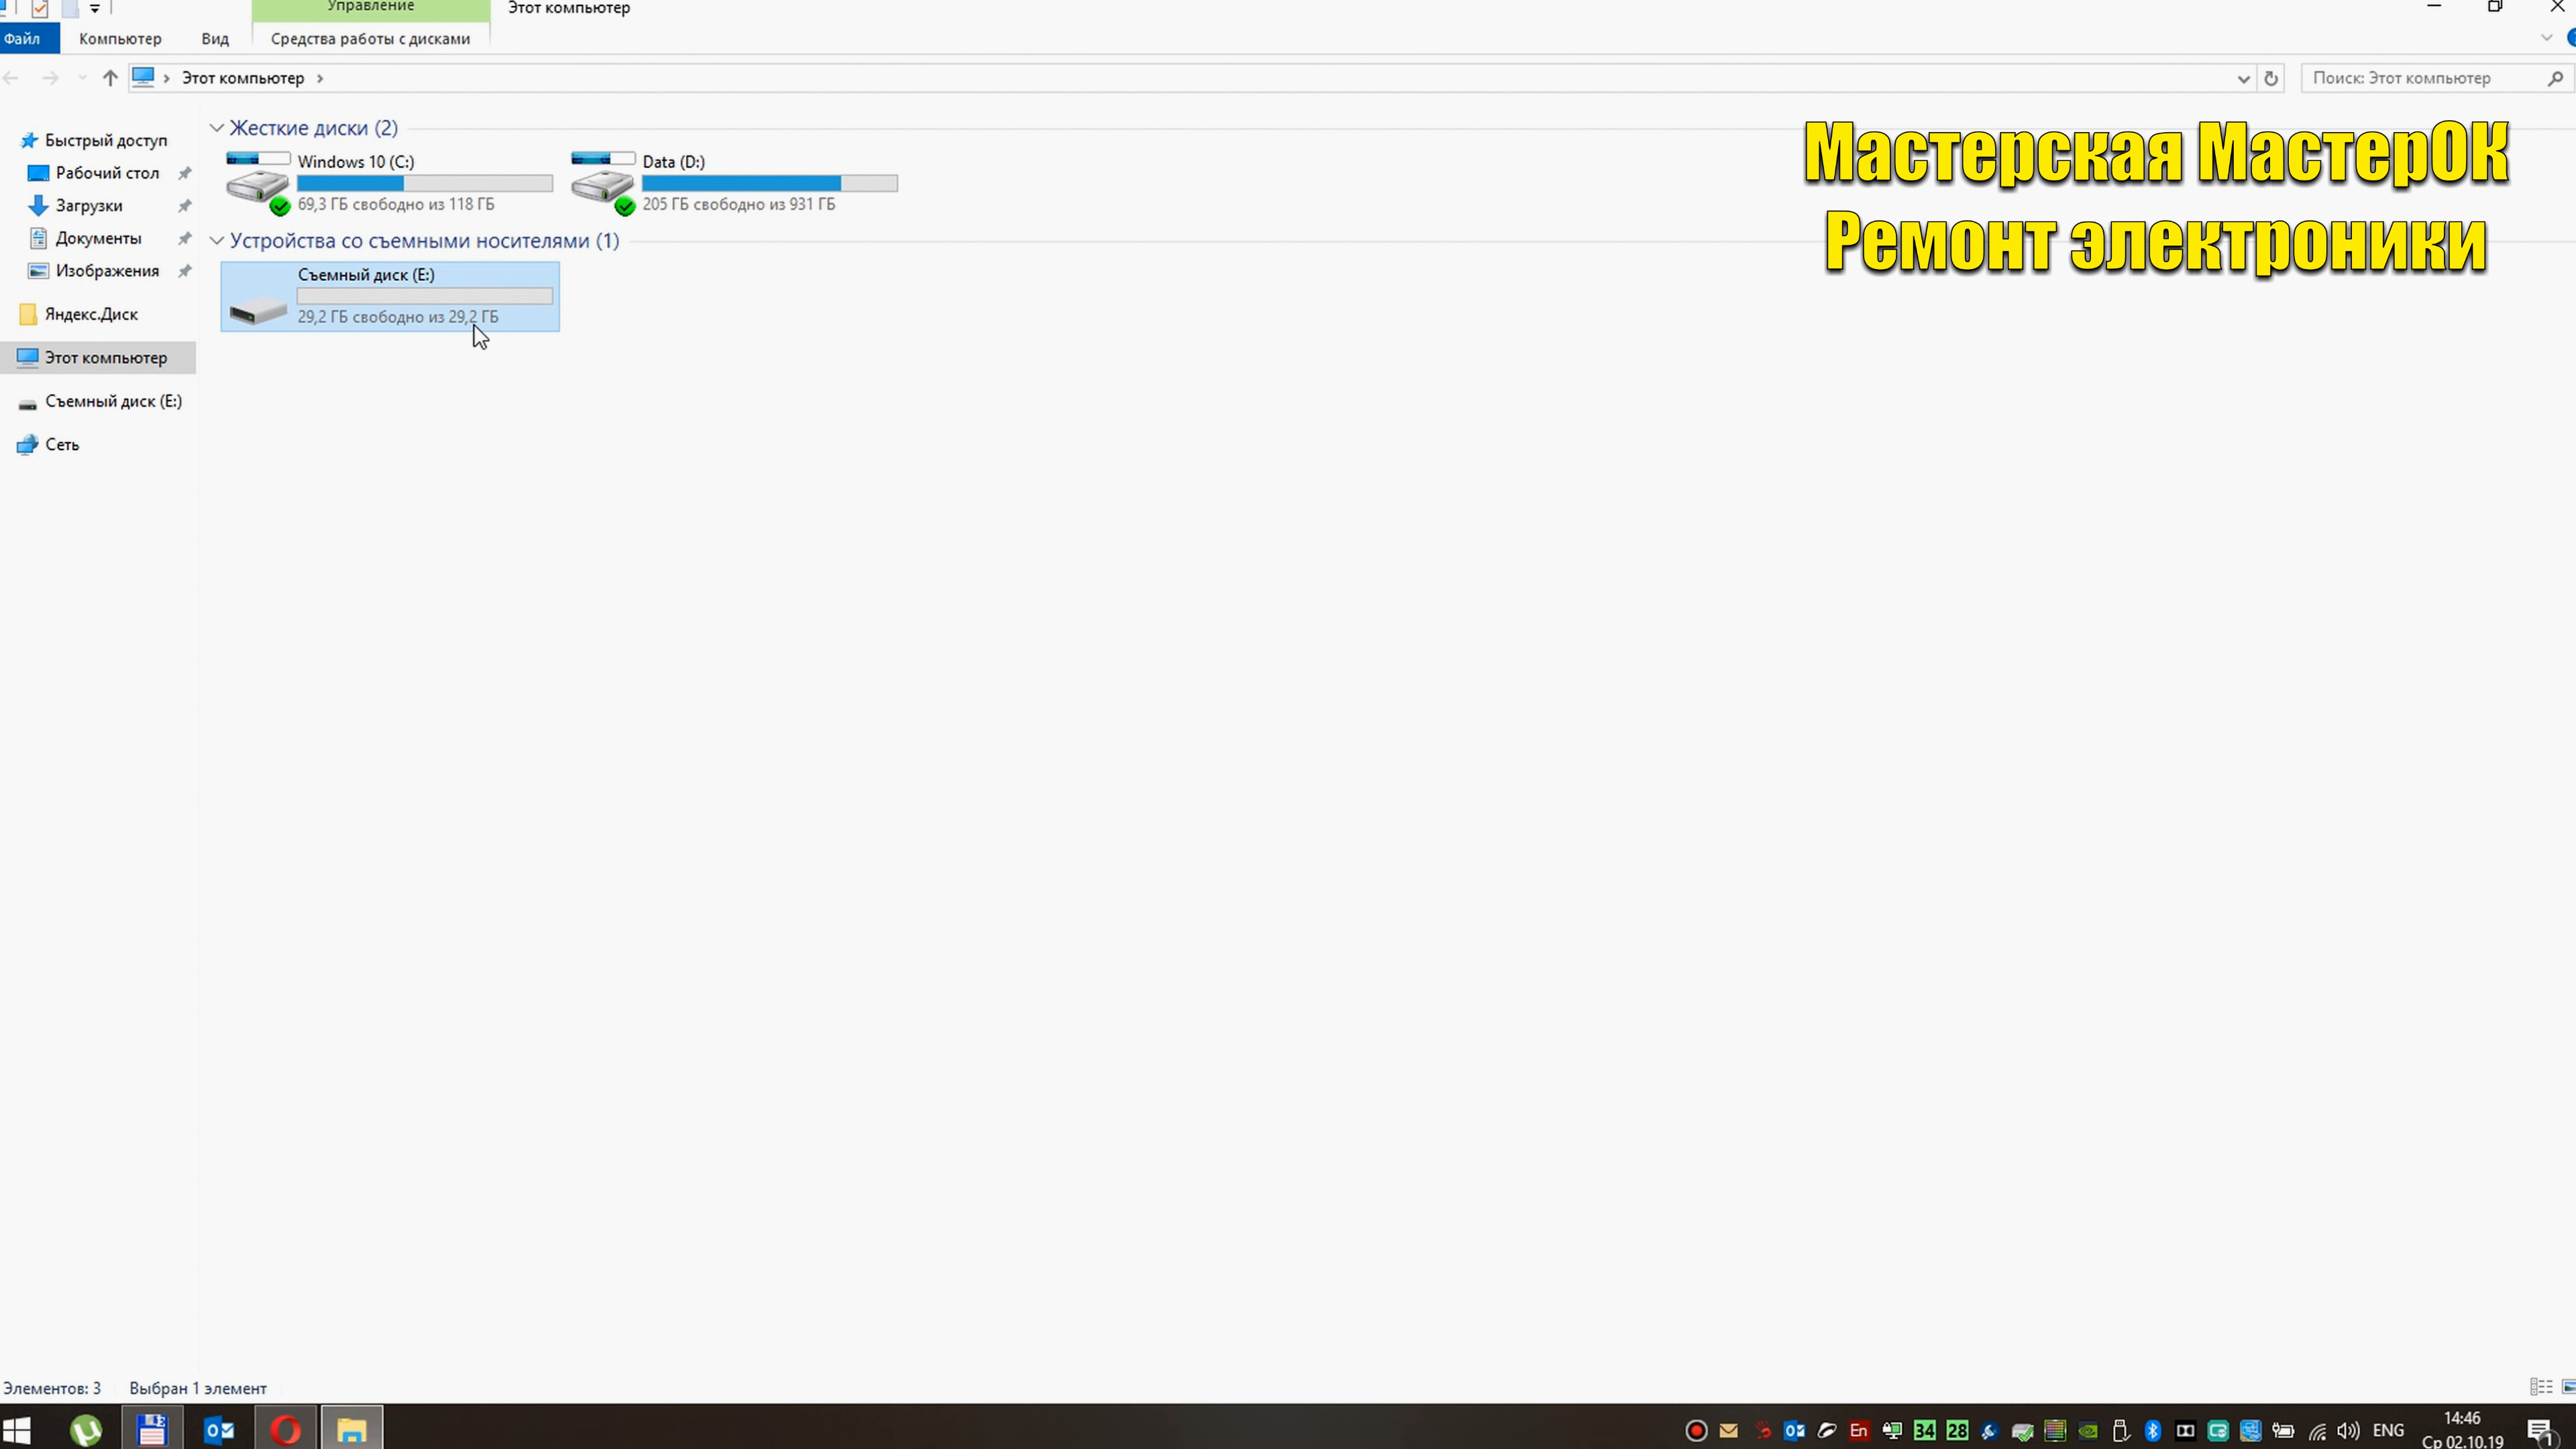 Управление
Этот компьютер
Файл
Компьютер
Вид
Средства работы с дисками
Этот компьютер
Поиск: Этот компьютер
Быстрый доступ
Рабочий стол
Загрузки
Документы
Изображения
Яндекс.Диск
Этот компьютер
Съемный диск (E:)
Сеть
Жесткие диски (2)
Windows 10 (C:)
69,3 ГБ свободно из 118 ГБ
Data (D:)
205 ГБ свободно из 931 ГБ
Устройства со съемными носителями (1)
Съемный диск (E:)
29,2 ГБ свободно из 29,2 ГБ
Мастерская МастерОК
Ремонт электроники
Элементов: 3
Выбран 1 элемент
En
34
28
ENG
14:46
Ср 02.10.19
1